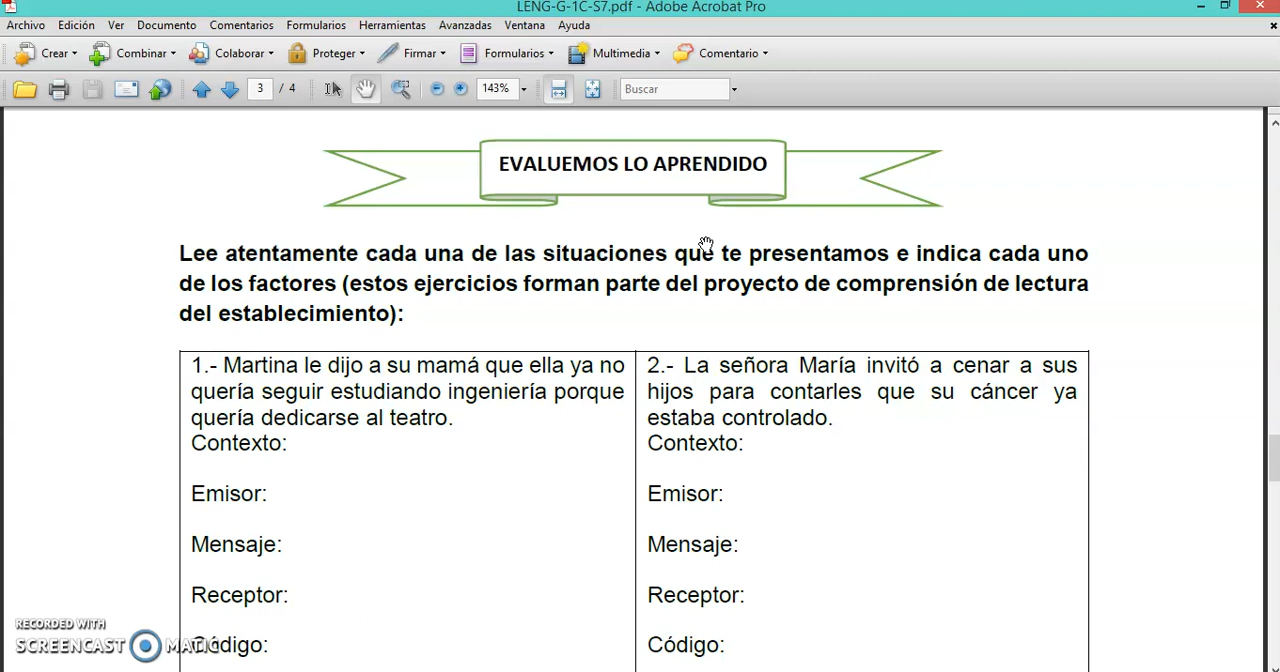 LENG-G-1C-S7.pdf - Adobe Acrobat Pro
Archivo Edición Ver Documento Comentarios Formularios Herramientas Avanzadas Ventana Ayuda
Crear Combinar Colaborar Proteger Firmar Formularios Multimedia Comentario
3 / 4 143% Buscar
EVALUEMOS LO APRENDIDO
Lee atentamente cada una de las situaciones que te presentamos e indica cada uno
de los factores (estos ejercicios forman parte del proyecto de comprensión de lectura
del establecimiento):
1.- Martina le dijo a su mamá que ella ya no
quería seguir estudiando ingeniería porque
quería dedicarse al teatro.
Contexto:
Emisor:
Mensaje:
Receptor:
Código:
2.- La señora María invitó a cenar a sus
hijos para contarles que su cáncer ya
estaba controlado.
Contexto:
Emisor:
Mensaje:
Receptor:
Código:
RECORDED WITH
SCREENCAST MATIC